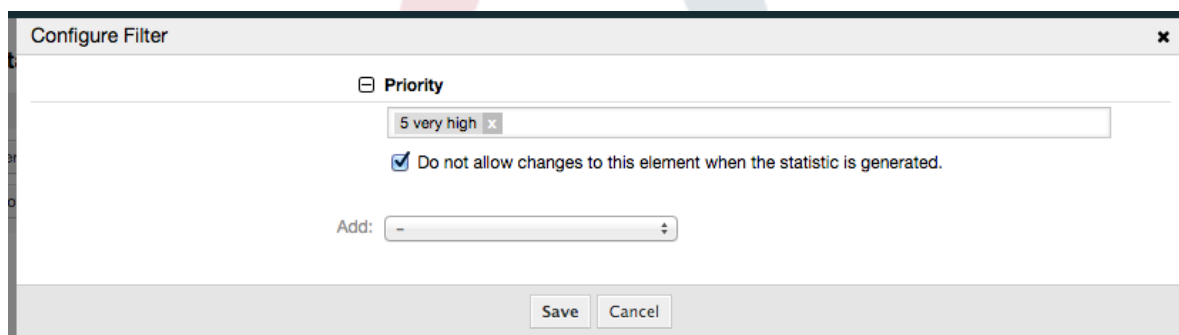 Configure Filter
Priority
5 very high x
Do not allow changes to this element when the statistic is generated.
Add: –
Save Cancel